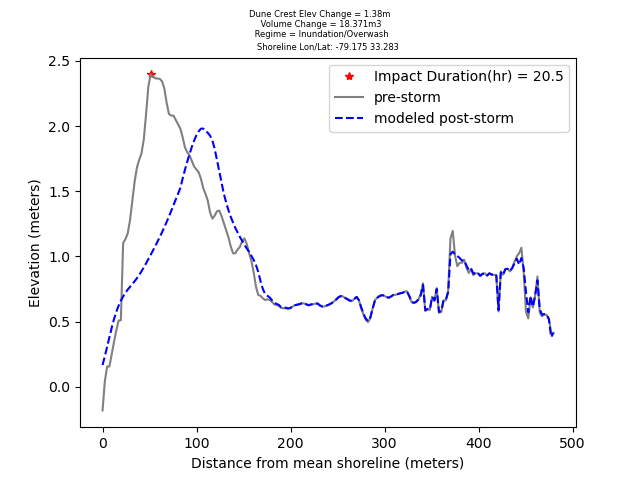 Dune Crest Elev Change = 1.38m
Volume Change = 18.371m3
Regime = Inundation/Overwash
Shoreline Lon/Lat: -79.175 33.283
Impact Duration(hr) = 20.5
pre-storm
modeled post-storm
Elevation (meters)
2.5
2.0
1.5
1.0
0.5
0.0
0 100 200 300 400 500
Distance from mean shoreline (meters)